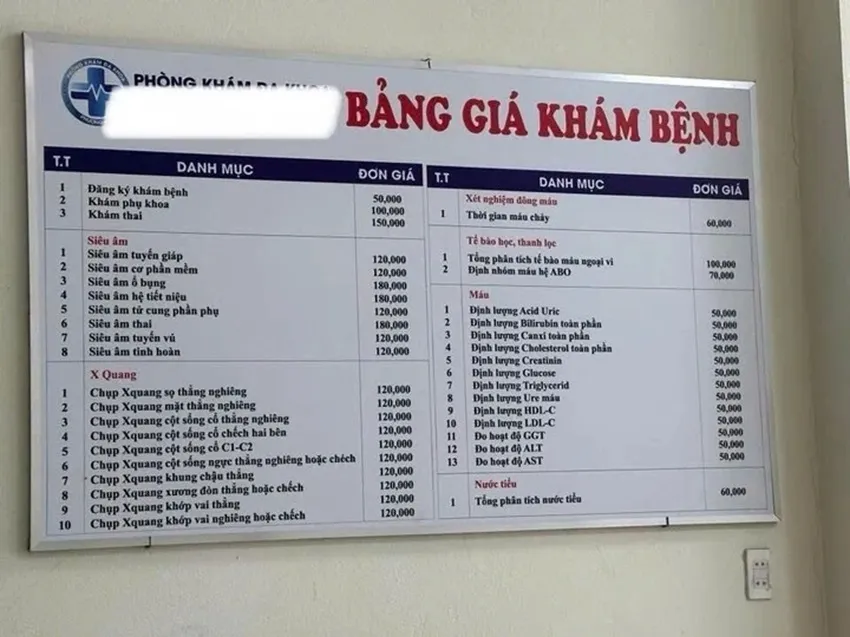 PHÒNG KHÁM ĐA KHOA
PHÒNG KHÁM ĐA KHOA
BẢNG GIÁ KHÁM BỆNH
T.T DANH MỤC ĐƠN GIÁ
1 Đăng ký khám bệnh 50,000
2 Khám phụ khoa 100,000
3 Khám thai 150,000
Siêu âm
1 Siêu âm tuyến giáp 120,000
2 Siêu âm cơ phần mềm 120,000
3 Siêu âm ổ bụng 180,000
4 Siêu âm hệ tiết niệu 180,000
5 Siêu âm tử cung phần phụ 120,000
6 Siêu âm thai 180,000
7 Siêu âm tuyến vú 120,000
8 Siêu âm tinh hoàn 120,000
X Quang
1 Chụp Xquang sọ thẳng nghiêng 120,000
2 Chụp Xquang mặt thẳng nghiêng 120,000
3 Chụp Xquang cột sống cổ thẳng nghiêng 120,000
4 Chụp Xquang cột sống cổ chếch hai bên 120,000
5 Chụp Xquang cột sống cổ C1-C2 120,000
6 Chụp Xquang cột sống ngực thẳng nghiêng hoặc chéch 120,000
7 Chụp Xquang khung chậu thẳng 120,000
8 Chụp Xquang xương đòn thẳng hoặc chếch 120,000
9 Chụp Xquang khớp vai thẳng 120,000
10 Chụp Xquang khớp vai nghiêng hoặc chếch 120,000
T.T DANH MỤC ĐƠN GIÁ
Xét nghiệm đông máu
1 Thời gian máu chảy 60,000
Tế bào học, thanh lọc
1 Tổng phân tích tế bào máu ngoại vi 100,000
2 Định nhóm máu hệ ABO 70,000
Máu
1 Định lượng Acid Uric 50,000
2 Định lượng Bilirubin toàn phần 50,000
3 Định lượng Canxi toàn phần 50,000
4 Định lượng Cholesterol toàn phần 50,000
5 Định lượng Creatinin 50,000
6 Định lượng Glucose 50,000
7 Định lượng Triglycerid 50,000
8 Định lượng Ure máu 50,000
9 Định lượng HDL-C 50,000
10 Định lượng LDL-C 50,000
11 Đo hoạt độ GGT 50,000
12 Đo hoạt độ ALT 50,000
13 Đo hoạt độ AST 50,000
Nước tiểu
1 Tổng phân tích nước tiểu 60,000